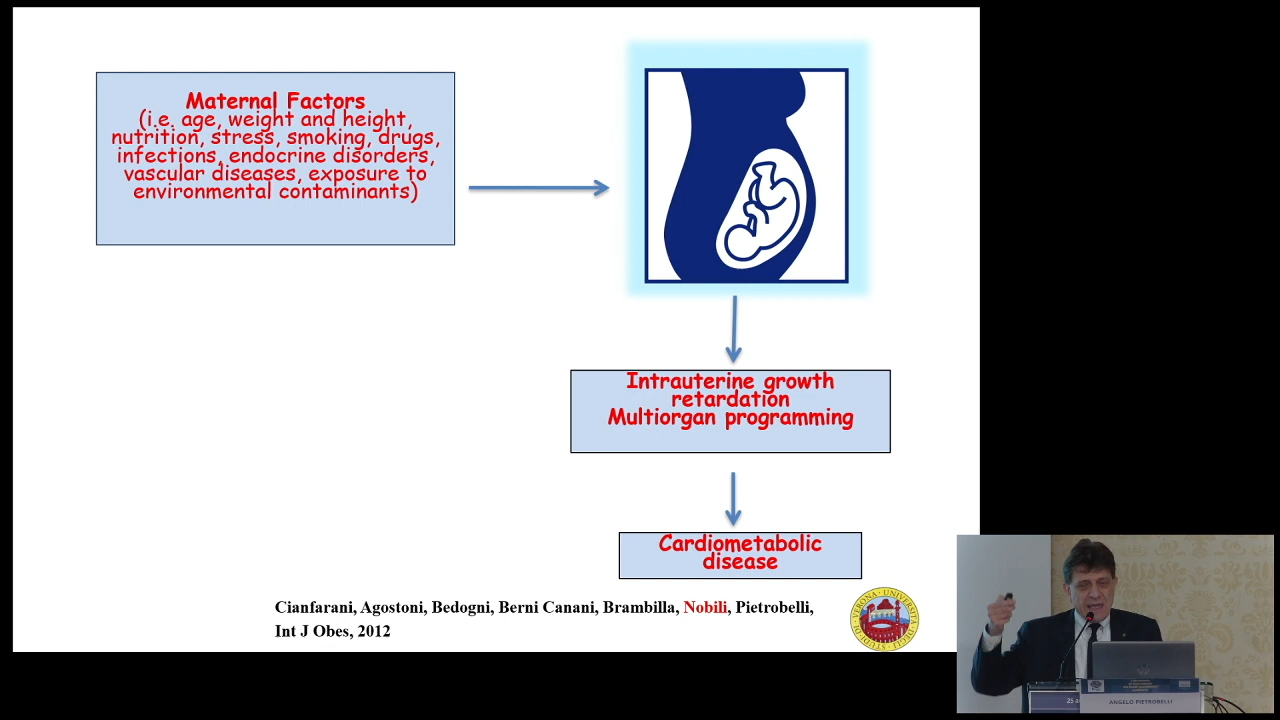 Maternal Factors
(i.e. age, weight and height,
nutrition, stress, smoking, drugs,
infections, endocrine disorders,
vascular diseases, exposure to
environmental contaminants)
Intrauterine growth
retardation
Multiorgan programming
Cardiometabolic
disease
Cianfarani, Agostoni, Bedogni, Berni Canani, Brambilla, Nobili, Pietrobelli,
Int J Obes, 2012
ANGELO PIETROBELLI